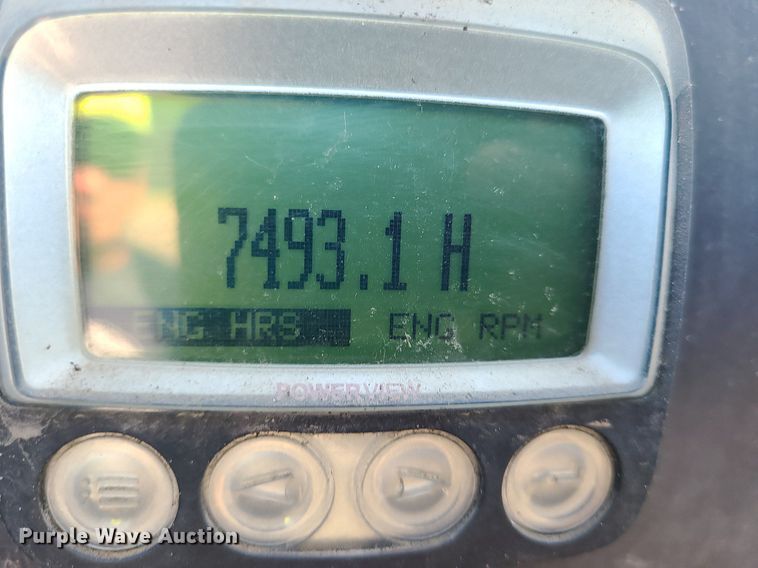 7493.1 H
ENG HRS ENG RPM
POWERVIEW
Purple Wave Auction®